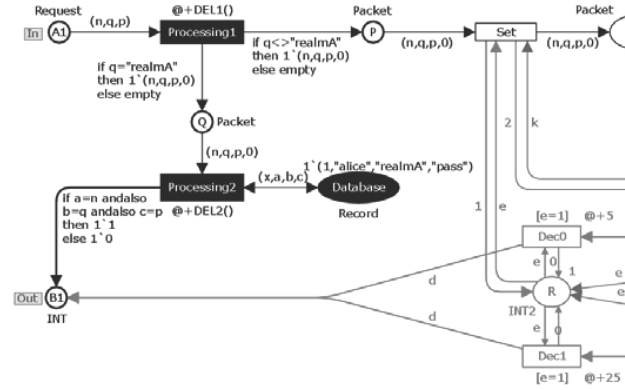 Request
@+DEL1()
Packet
Packet
In
A1
(n,q,p)
Processing1
if q<>"realmA"
then 1`(n,q,p,0)
else empty
P
(n,q,p,0)
Set
(n,q,p,0)
if q="realmA"
then 1`(n,q,p,0)
else empty
Q
Packet
2
k
(n,q,p,0)
1`(1,"alice","realmA","pass")
Processing2
(x,a,b,c)
Database
@+DEL2()
Record
if a=n andalso
b=q andalso c=p
then 1`1
else 1`0
1
e
[e=1]
@+5
Dec0
e
0
1
d
e
Out
B1
R
e
INT
INT2
d
e
0
Dec1
[e=1]
@+25